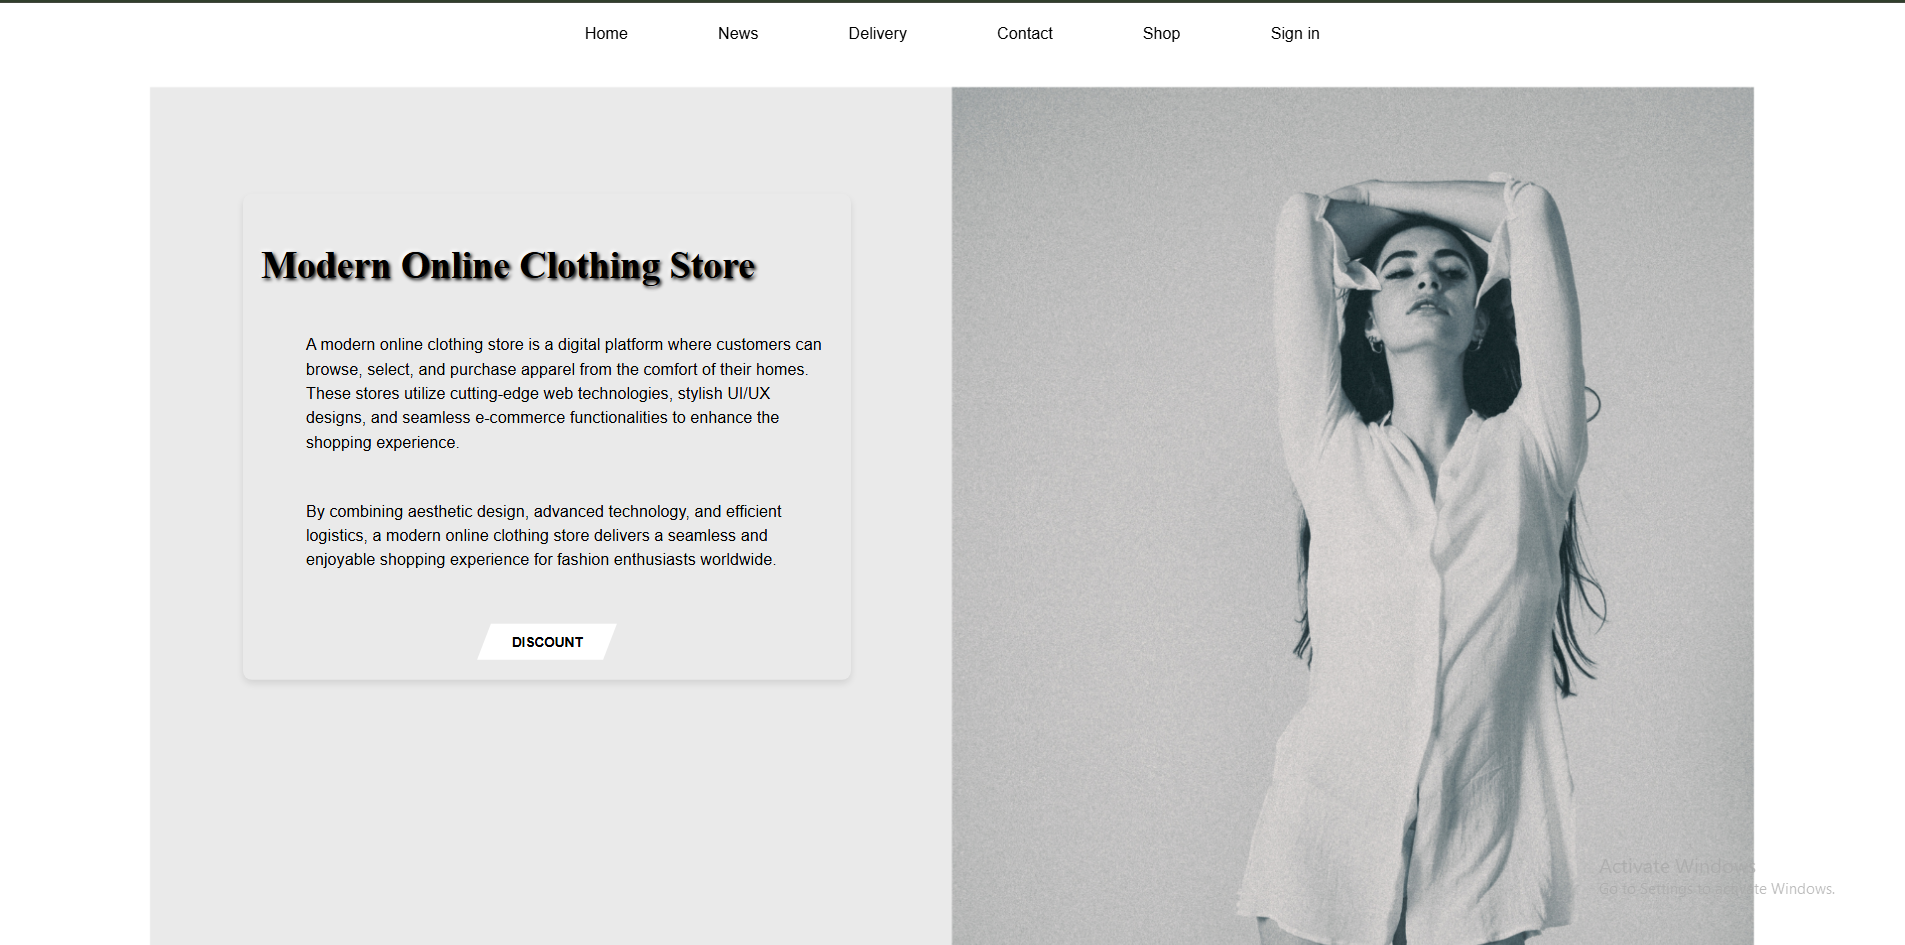 Home News Delivery Contact Shop Sign in
Modern Online Clothing Store
A modern online clothing store is a digital platform where customers can
browse, select, and purchase apparel from the comfort of their homes.
These stores utilize cutting-edge web technologies, stylish UI/UX
designs, and seamless e-commerce functionalities to enhance the
shopping experience.
By combining aesthetic design, advanced technology, and efficient
logistics, a modern online clothing store delivers a seamless and
enjoyable shopping experience for fashion enthusiasts worldwide.
DISCOUNT
Activate Windows
Go to Settings to activate Windows.